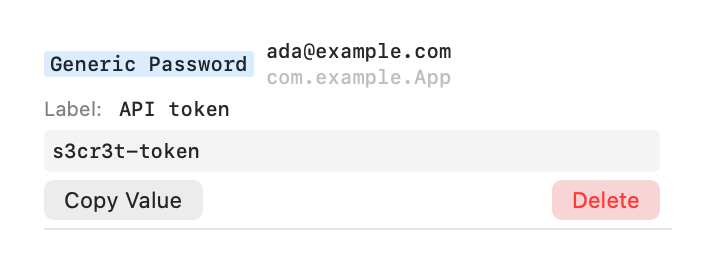 Generic Password ada@example.com
com.example.App
Label: API token
s3cr3t-token
Copy Value Delete